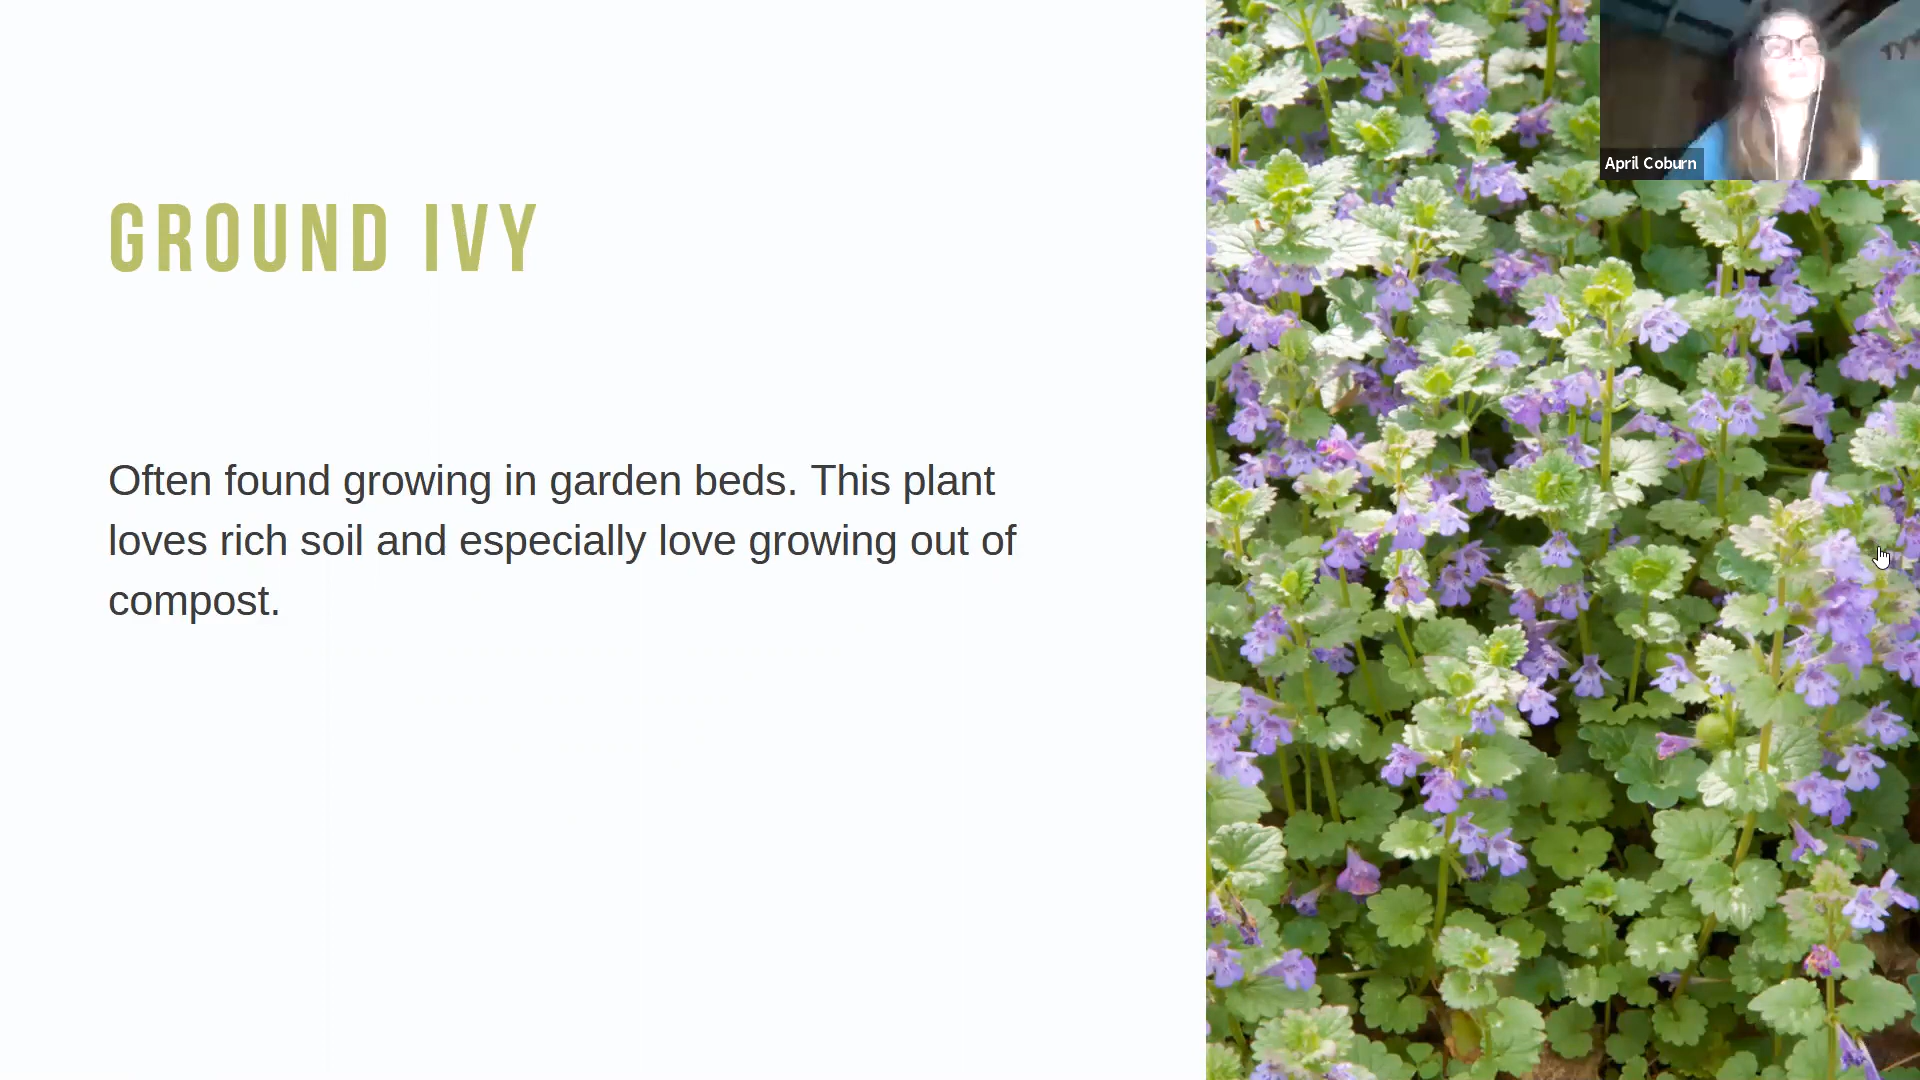 GROUND IVY
Often found growing in garden beds. This plant
loves rich soil and especially love growing out of
compost.
April Coburn